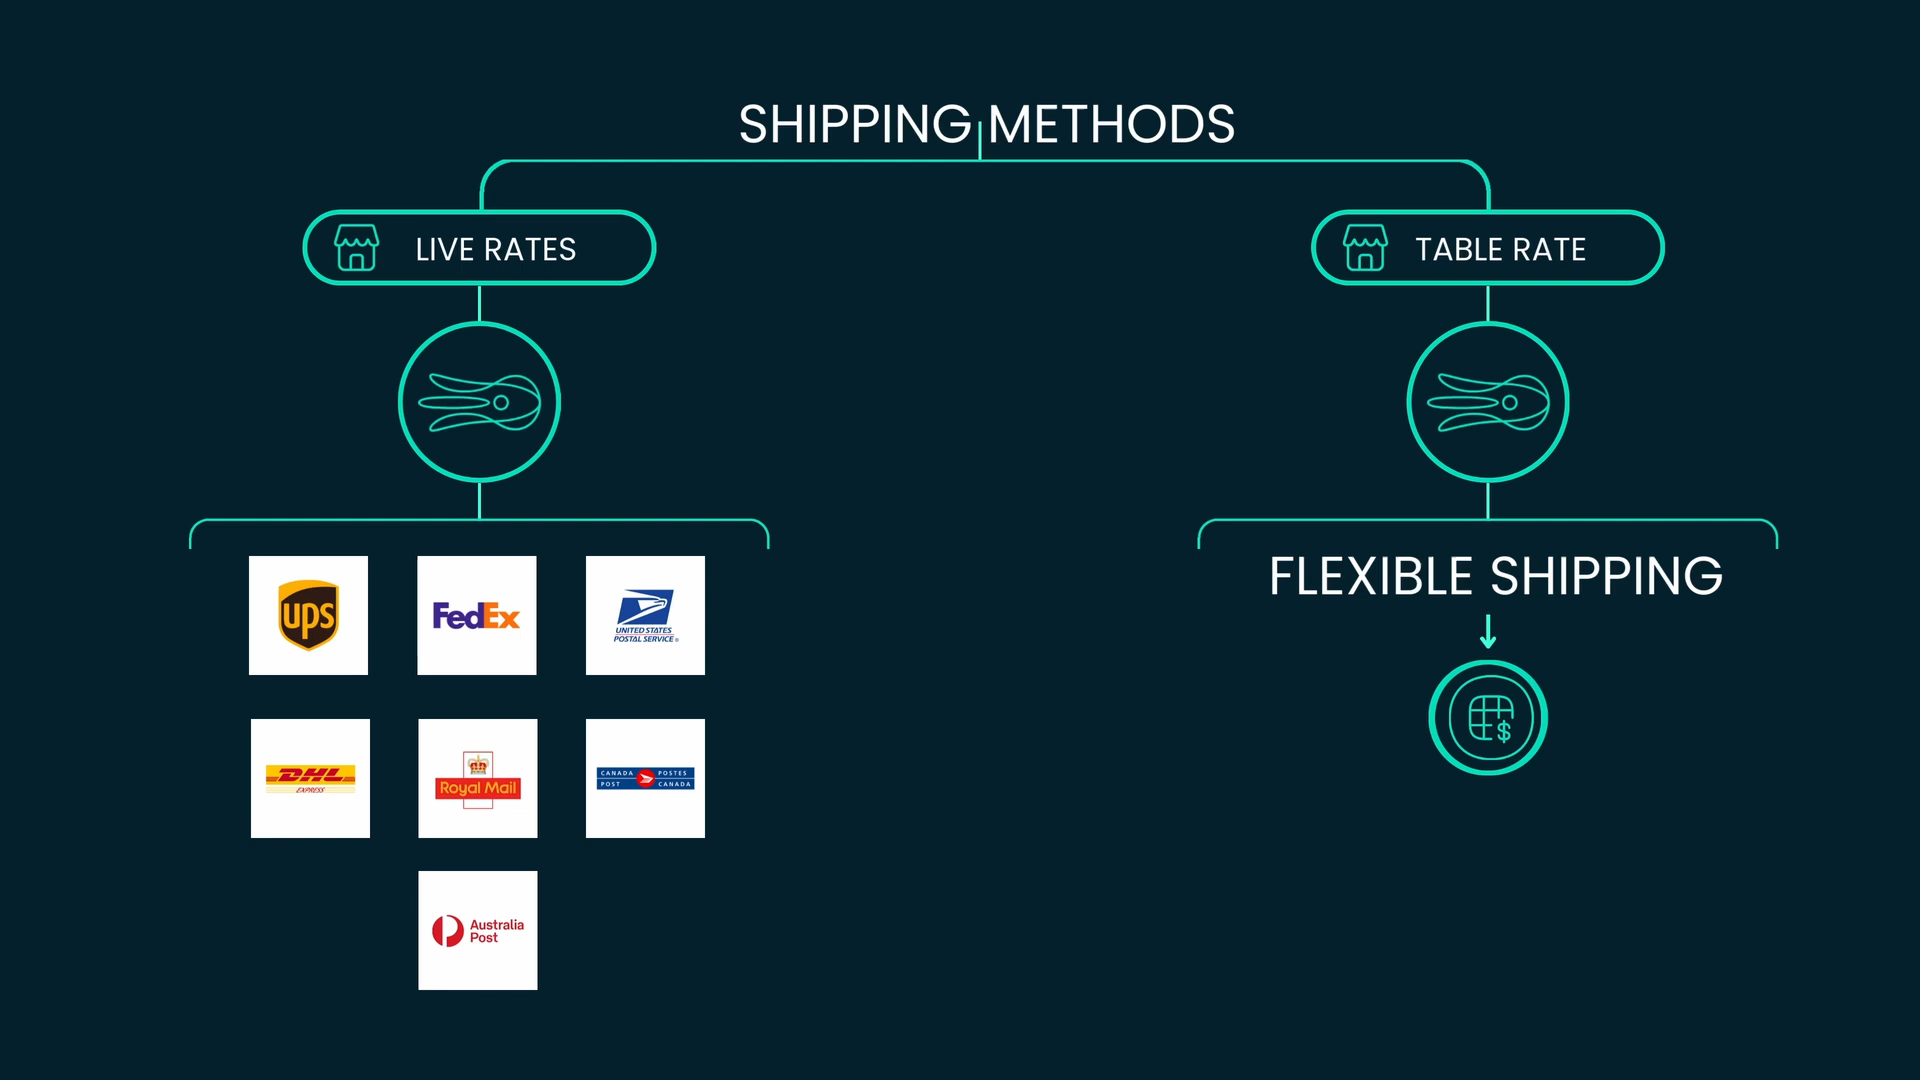 SHIPPING METHODS
LIVE RATES
TABLE RATE
FLEXIBLE SHIPPING
$
ups
FedEx
UNITED STATES
POSTAL SERVICE®
DHL
EXPRESS
Royal Mail
CANADA POSTES
POST CANADA
Australia
Post